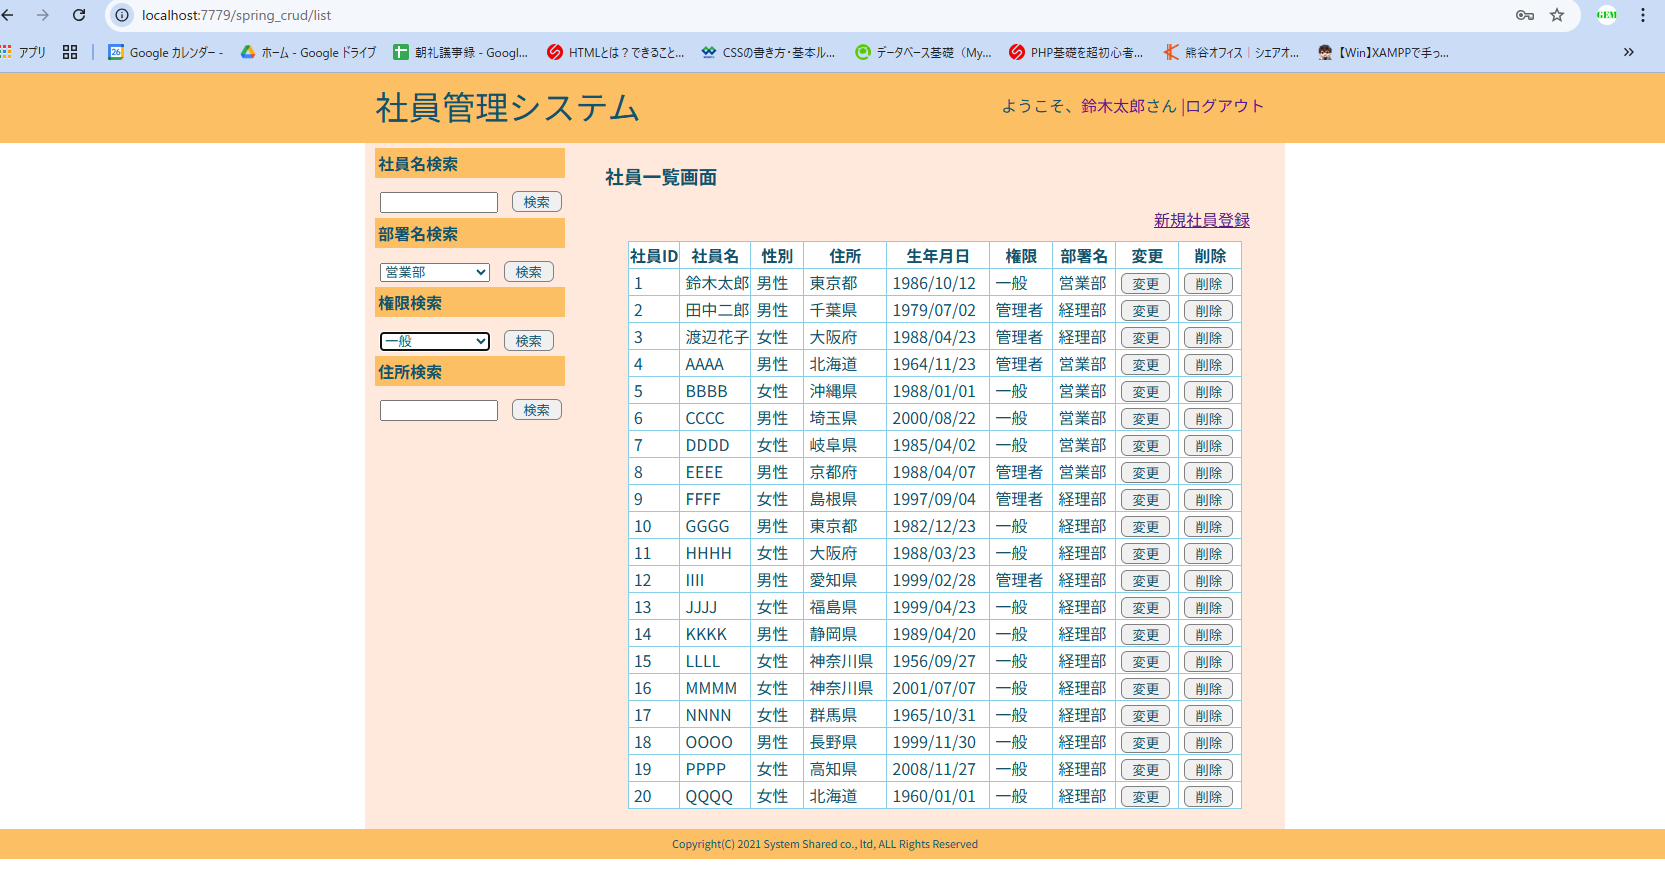 localhost:7779/spring_crud/list
アプリ Google カレンダー - ホーム - Google ドライブ 朝礼議事録 - Googl... HTMLとは？できること... CSSの書き方・基本ル... データベース基礎（My... PHP基礎を超初心者... 熊谷オフィス｜シェアオ... 【Win】XAMPPで手っ... »
社員管理システム
ようこそ、鈴木太郎さん |ログアウト
社員名検索
検索
部署名検索
営業部 検索
権限検索
一般 検索
住所検索
検索
社員一覧画面
新規社員登録
社員ID 社員名 性別 住所 生年月日 権限 部署名 変更 削除
1 鈴木太郎 男性 東京都 1986/10/12 一般 営業部 変更 削除
2 田中二郎 男性 千葉県 1979/07/02 管理者 経理部 変更 削除
3 渡辺花子 女性 大阪府 1988/04/23 管理者 経理部 変更 削除
4 AAAA 男性 北海道 1964/11/23 管理者 営業部 変更 削除
5 BBBB 女性 沖縄県 1988/01/01 一般 営業部 変更 削除
6 CCCC 男性 埼玉県 2000/08/22 一般 営業部 変更 削除
7 DDDD 女性 岐阜県 1985/04/02 一般 営業部 変更 削除
8 EEEE 男性 京都府 1988/04/07 管理者 営業部 変更 削除
9 FFFF 女性 島根県 1997/09/04 管理者 経理部 変更 削除
10 GGGG 男性 東京都 1982/12/23 一般 経理部 変更 削除
11 HHHH 女性 大阪府 1988/03/23 一般 経理部 変更 削除
12 IIII 男性 愛知県 1999/02/28 管理者 経理部 変更 削除
13 JJJJ 女性 福島県 1999/04/23 一般 経理部 変更 削除
14 KKKK 男性 静岡県 1989/04/20 一般 経理部 変更 削除
15 LLLL 女性 神奈川県 1956/09/27 一般 経理部 変更 削除
16 MMMM 女性 神奈川県 2001/07/07 一般 経理部 変更 削除
17 NNNN 女性 群馬県 1965/10/31 一般 経理部 変更 削除
18 OOOO 男性 長野県 1999/11/30 一般 経理部 変更 削除
19 PPPP 女性 高知県 2008/11/27 一般 経理部 変更 削除
20 QQQQ 女性 北海道 1960/01/01 一般 経理部 変更 削除
Copyright(C) 2021 System Shared co., ltd, ALL Rights Reserved